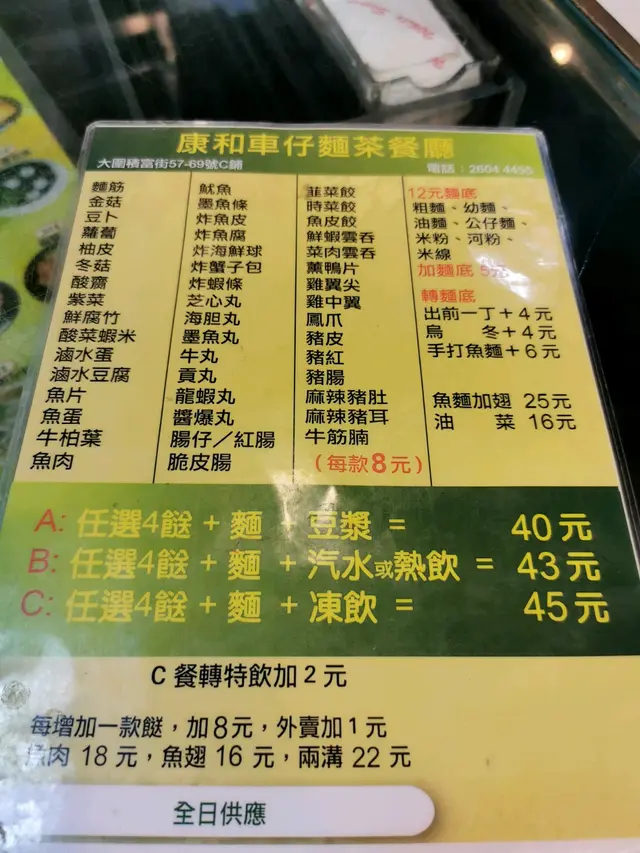 康和車仔麵茶餐廳
大圍積富街57-69號C舖
電話：2604 4455
麵筋
金菇
豆卜
蘿蔔
柚皮
冬菇
酸齋
紫菜
鮮腐竹
酸菜蝦米
滷水蛋
滷水豆腐
魚片
魚蛋
牛柏葉
魚肉
魷魚
墨魚條
炸魚皮
炸魚腐
炸海鮮球
炸蟹子包
炸蝦條
芝心丸
海胆丸
墨魚丸
牛丸
貢丸
龍蝦丸
醬爆丸
腸仔／紅腸
脆皮腸
韮菜餃
時菜餃
魚皮餃
鮮蝦雲吞
菜肉雲吞
薰鴨片
雞翼尖
雞中翼
鳳爪
豬皮
豬紅
豬腸
麻辣豬肚
麻辣豬耳
牛筋腩
（每款8元）
12元麵底
粗麵、幼麵、
油麵、公仔麵、
米粉、河粉、
米線
加麵底 5元
轉麵底
出前一丁＋4元
烏 冬＋4元
手打魚麵＋6元
魚麵加翅 25元
油 菜 16元
A: 任選4餸 + 麵 + 豆漿 = 40元
B: 任選4餸 + 麵 + 汽水或熱飲 = 43元
C: 任選4餸 + 麵 + 凍飲 = 45元
C 餐轉特飲加 2 元
每增加一款餸，加8元，外賣加1元
魚肉 18 元，魚翅 16 元，兩溝 22 元
全日供應